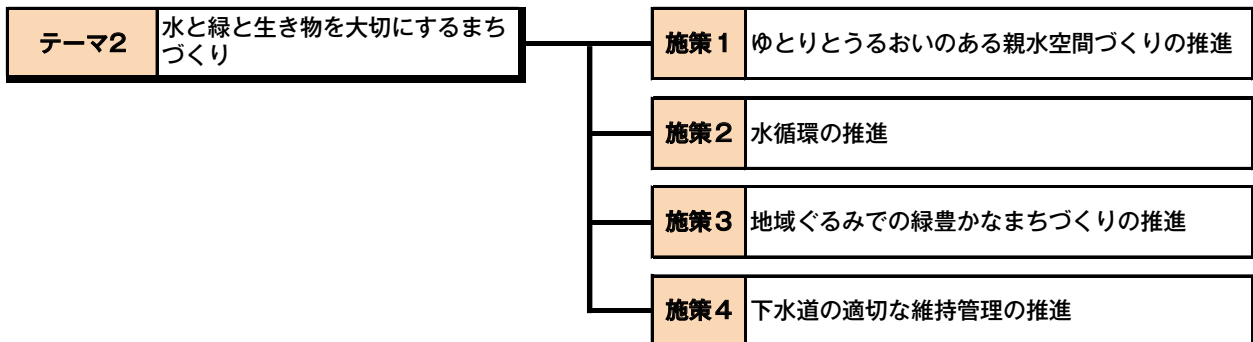 テーマ2
水と緑と生き物を大切にするまち
づくり
施策1 ゆとりとうるおいのある親水空間づくりの推進
施策2 水循環の推進
施策3 地域ぐるみでの緑豊かなまちづくりの推進
施策4 下水道の適切な維持管理の推進